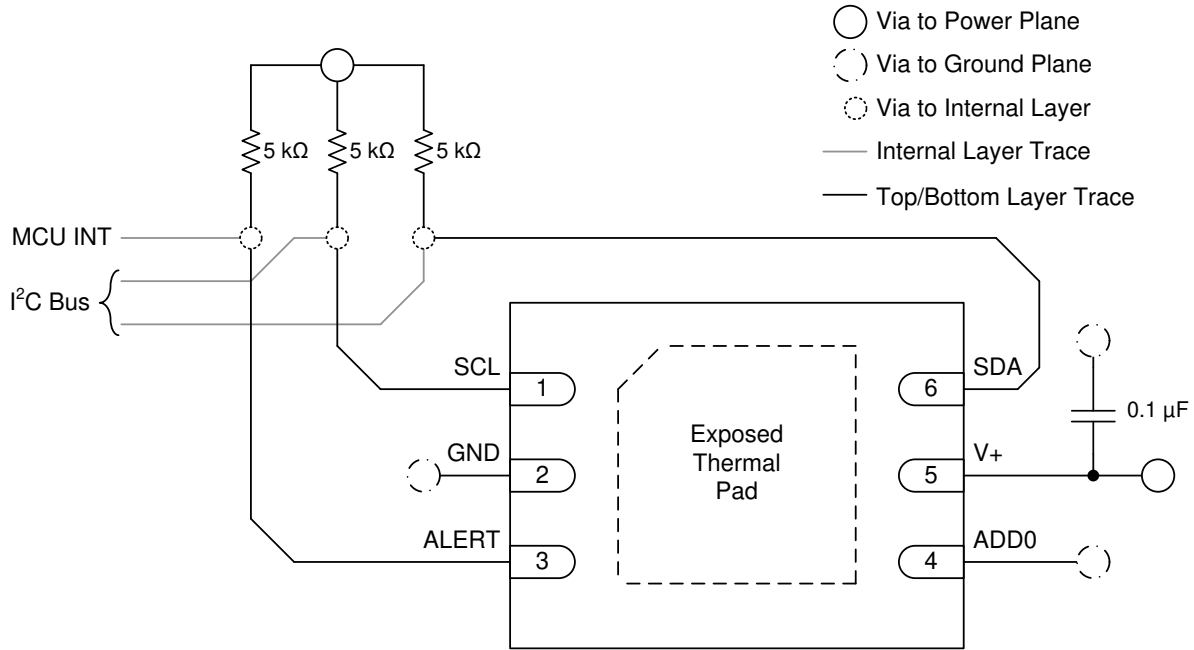 Via to Power Plane
Via to Ground Plane
Via to Internal Layer
Internal Layer Trace
Top/Bottom Layer Trace
5 kΩ
5 kΩ
5 kΩ
MCU INT
I²C Bus
SCL
1
GND
2
ALERT
3
Exposed
Thermal
Pad
SDA
6
V+
5
ADD0
4
0.1 µF